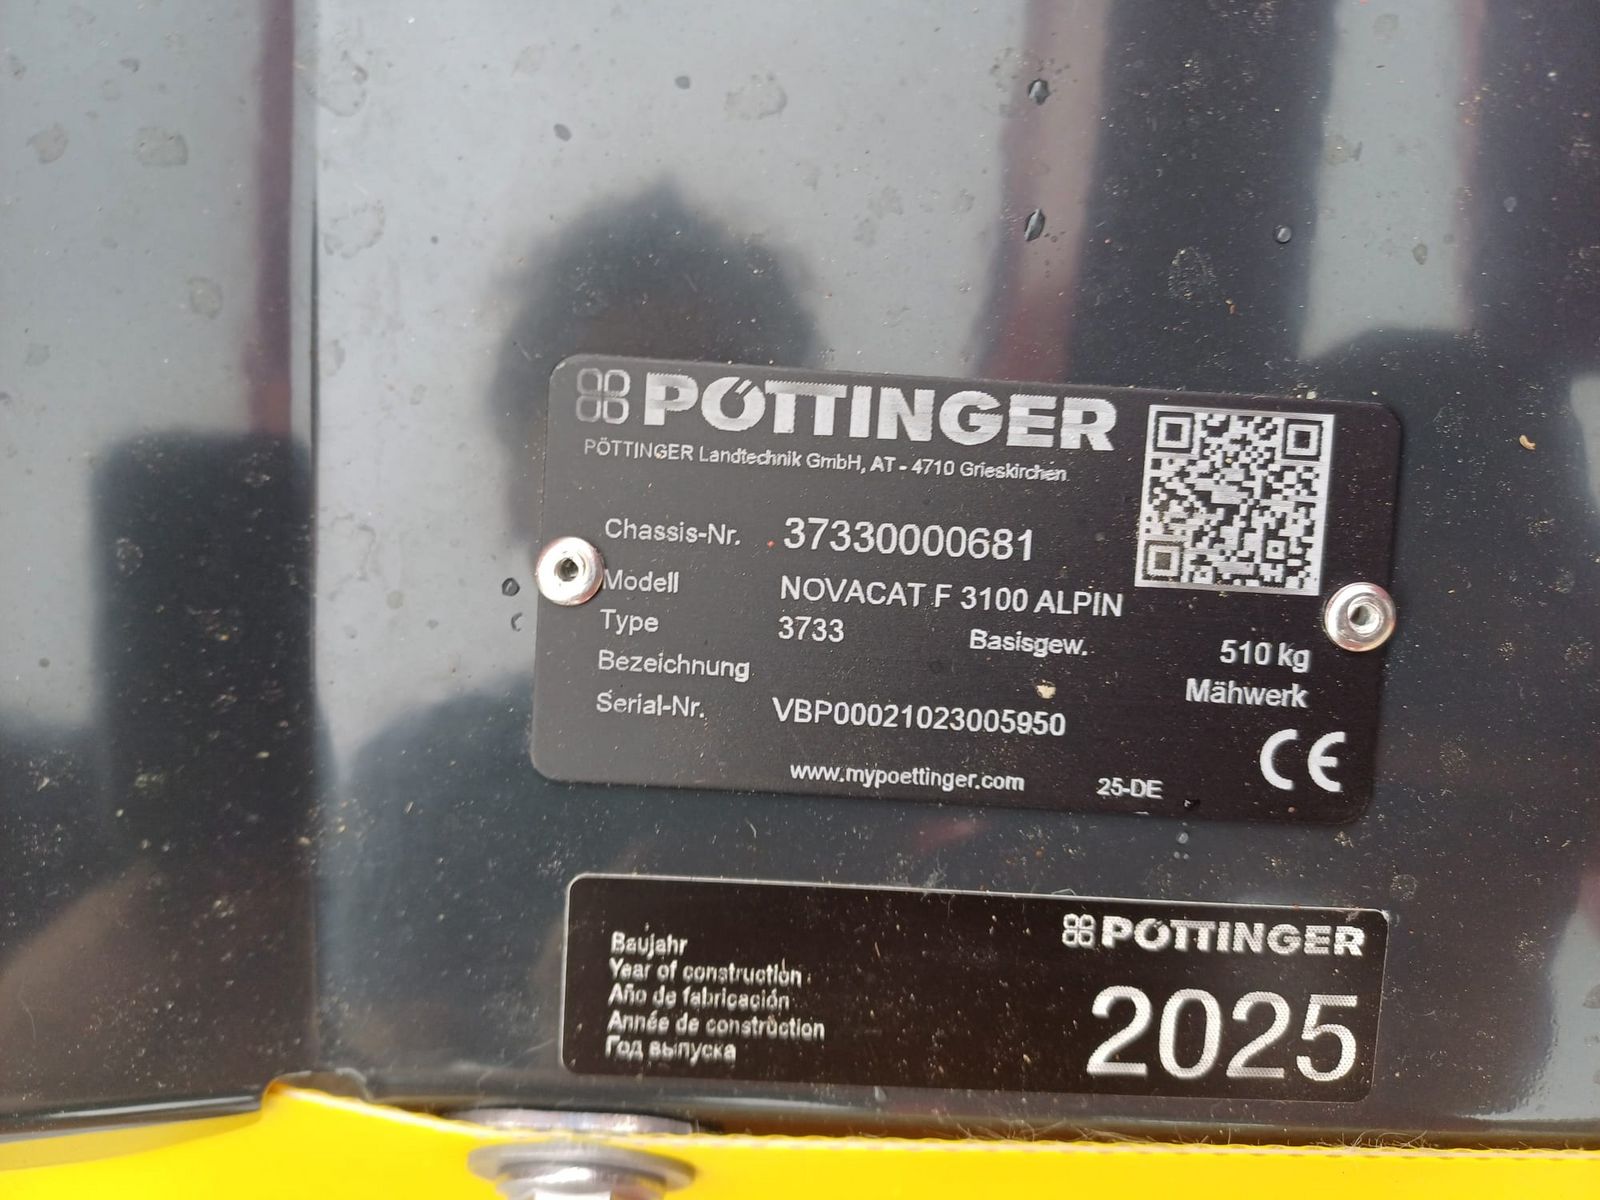 PÖTTINGER
PÖTTINGER Landtechnik GmbH, AT - 4710 Grieskirchen
Chassis-Nr. 37330000681
Modell NOVACAT F 3100 ALPIN
Type 3733 Basisgew. 510 kg
Bezeichnung Mähwerk
Serial-Nr. VBP00021023005950
CE
www.mypoettinger.com 25-DE
PÖTTINGER
Baujahr
Year of construction
Año de fabricación
Année de construction
Год выпуска
2025